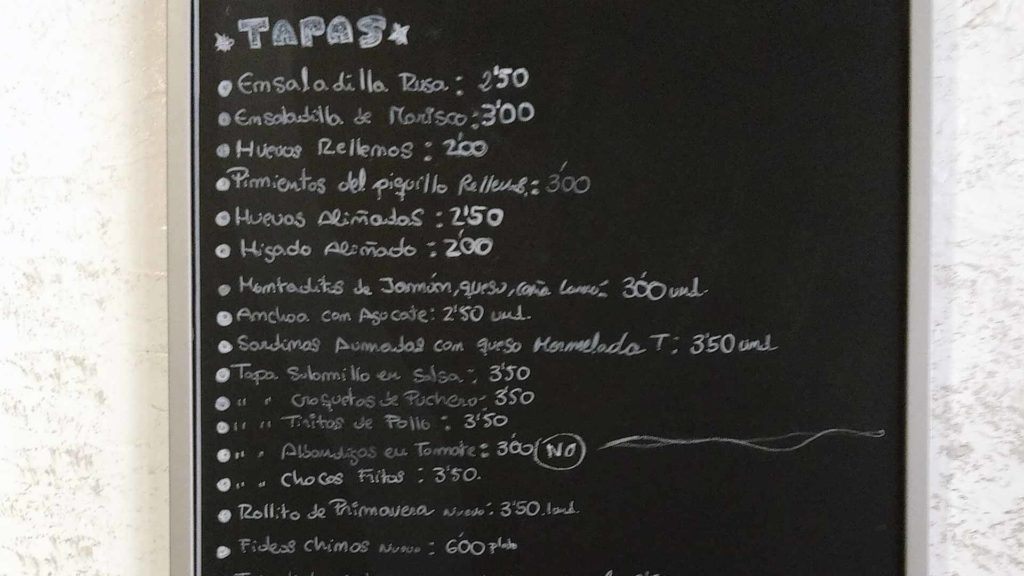 TAPAS
Ensaladilla Rusa: 2'50
Ensaladilla de Marisco: 3'00
Huevos Rellenos: 2'00
Pimientos del piquillo Rellenos: 3'00
Huevas Aliñadas: 2'50
Higado Aliñado: 2'00
Montaditos de Jamón, queso, caña lomo: 3'00 und
Anchoa con Agucate: 2'50 und.
Sardinas Aumadas con queso Mermelada T: 3'50 und
Tapa Solomillo en Salsa: 3'50
" " Croquetas de Puchero: 3'50
" " Tiritas de Pollo: 3'50
" " Albondigas en Tomate: 3'00 (NO)
" " Chocos Fritos: 3'50.
Rollito de Primavera Nuevo: 3'50. und.
Fideos Chinos Nuevo: 6'00 plato